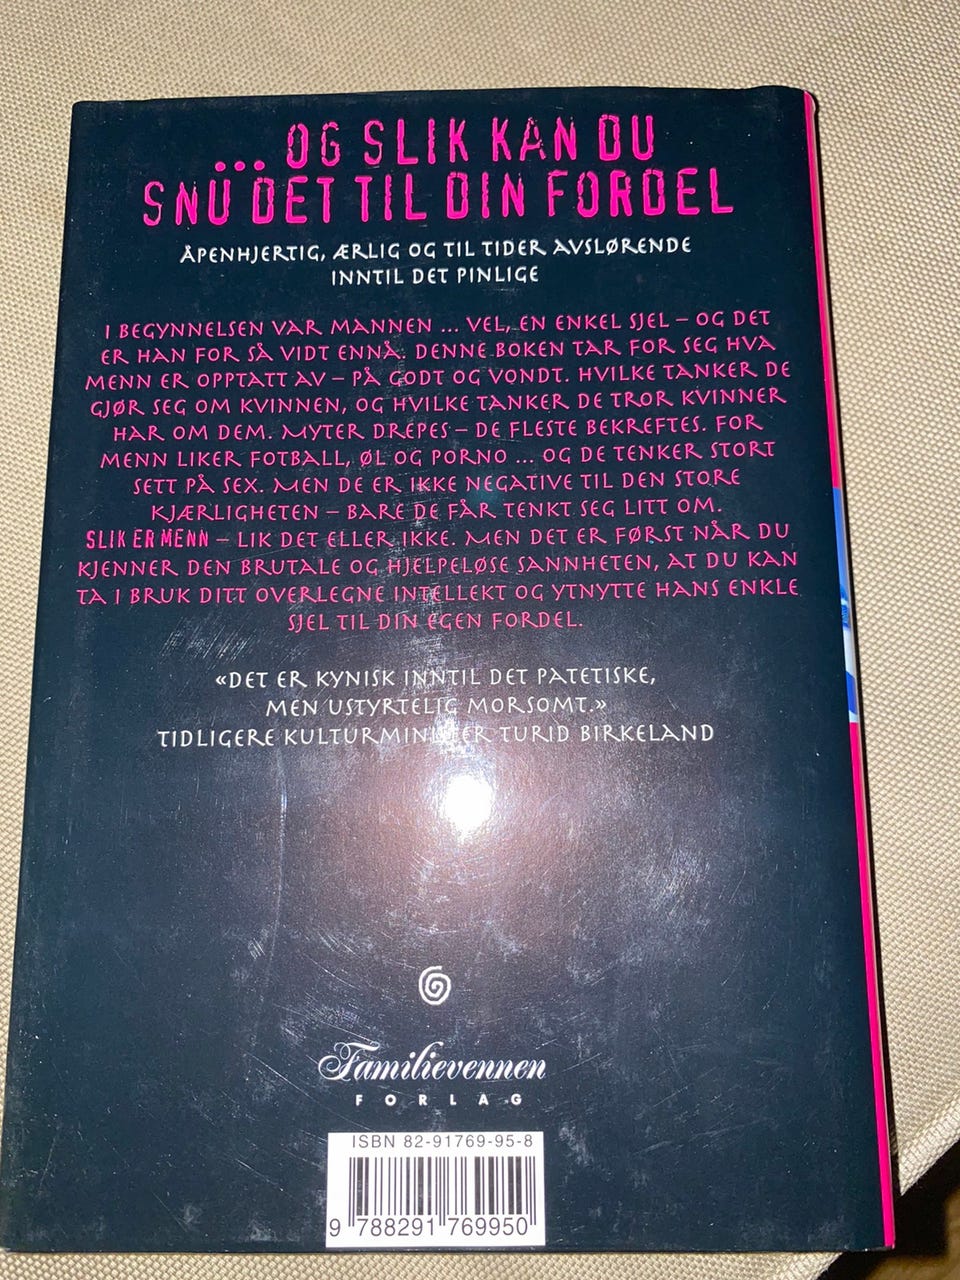 ... OG SLIK KAN DU
SNU DET TIL DIN FORDEL
ÅPENHJERTIG, ÆRLIG OG TIL TIDER AVSLØRENDE
INNTIL DET PINLIGE
I BEGYNNELSEN VAR MANNEN ... VEL, EN ENKEL SJEL – OG DET
ER HAN FOR SÅ VIDT ENNÅ. DENNE BOKEN TAR FOR SEG HVA
MENN ER OPPTATT AV – PÅ GODT OG VONDT. HVILKE TANKER DE
GJØR SEG OM KVINNEN, OG HVILKE TANKER DE TROR KVINNER
HAR OM DEM. MYTER DREPES – DE FLESTE BEKREFTES. FOR
MENN LIKER FOTBALL, ØL OG PORNO ... OG DE TENKER STORT
SETT PÅ SEX. MEN DE ER IKKE NEGATIVE TIL DEN STORE
KJÆRLIGHETEN – BARE DE FÅR TENKT SEG LITT OM.
SLIK ER MENN – LIK DET ELLER IKKE. MEN DET ER FØRST NÅR DU
KJENNER DEN BRUTALE OG HJELPELØSE SANNHETEN, AT DU KAN
TA I BRUK DITT OVERLEGNE INTELLEKT OG YTNYTTE HANS ENKLE
SJEL TIL DIN EGEN FORDEL.
«DET ER KYNISK INNTIL DET PATETISKE,
MEN USTYRTELIG MORSOMT.»
TIDLIGERE KULTURMINISTER TURID BIRKELAND
Familievennen
FORLAG
ISBN 82-91769-95-8
9 788291 769950